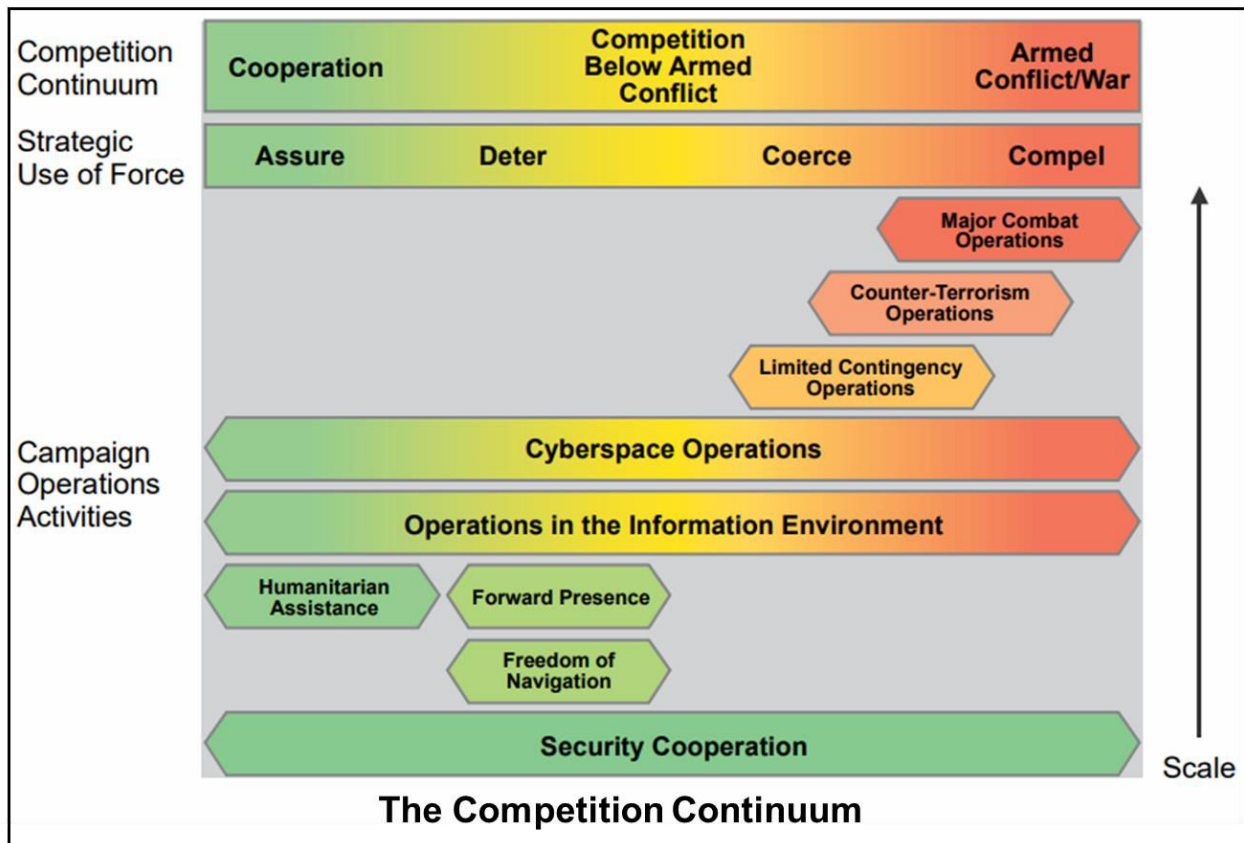 Competition
Continuum
Cooperation
Competition
Below Armed
Conflict
Armed
Conflict/War
Strategic
Use of Force
Assure
Deter
Coerce
Compel
Major Combat
Operations
Counter-Terrorism
Operations
Limited Contingency
Operations
Campaign
Operations
Activities
Cyberspace Operations
Operations in the Information Environment
Humanitarian
Assistance
Forward Presence
Freedom of
Navigation
Security Cooperation
Scale
The Competition Continuum